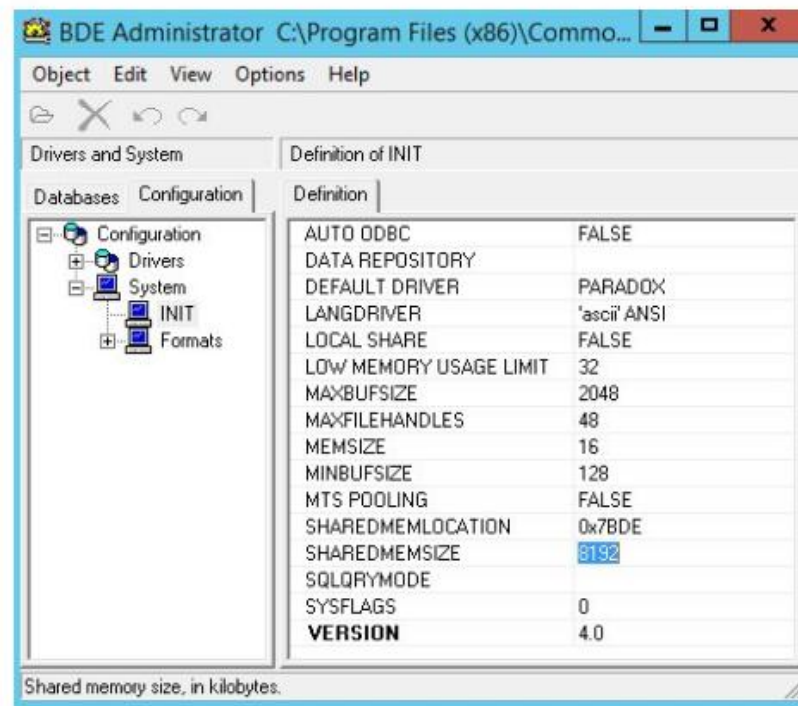 BDE Administrator C:\Program Files (x86)\Commo...
Object Edit View Options Help
Drivers and System
Definition of INIT
Databases Configuration
Definition
Configuration
Drivers
System
INIT
Formats
AUTO ODBC FALSE
DATA REPOSITORY
DEFAULT DRIVER PARADOX
LANGDRIVER 'ascii' ANSI
LOCAL SHARE FALSE
LOW MEMORY USAGE LIMIT 32
MAXBUFSIZE 2048
MAXFILEHANDLES 48
MEMSIZE 16
MINBUFSIZE 128
MTS POOLING FALSE
SHAREDMEMLOCATION 0x7BDE
SHAREDMEMSIZE 8192
SQLQRYMODE
SYSFLAGS 0
VERSION 4.0
Shared memory size, in kilobytes.